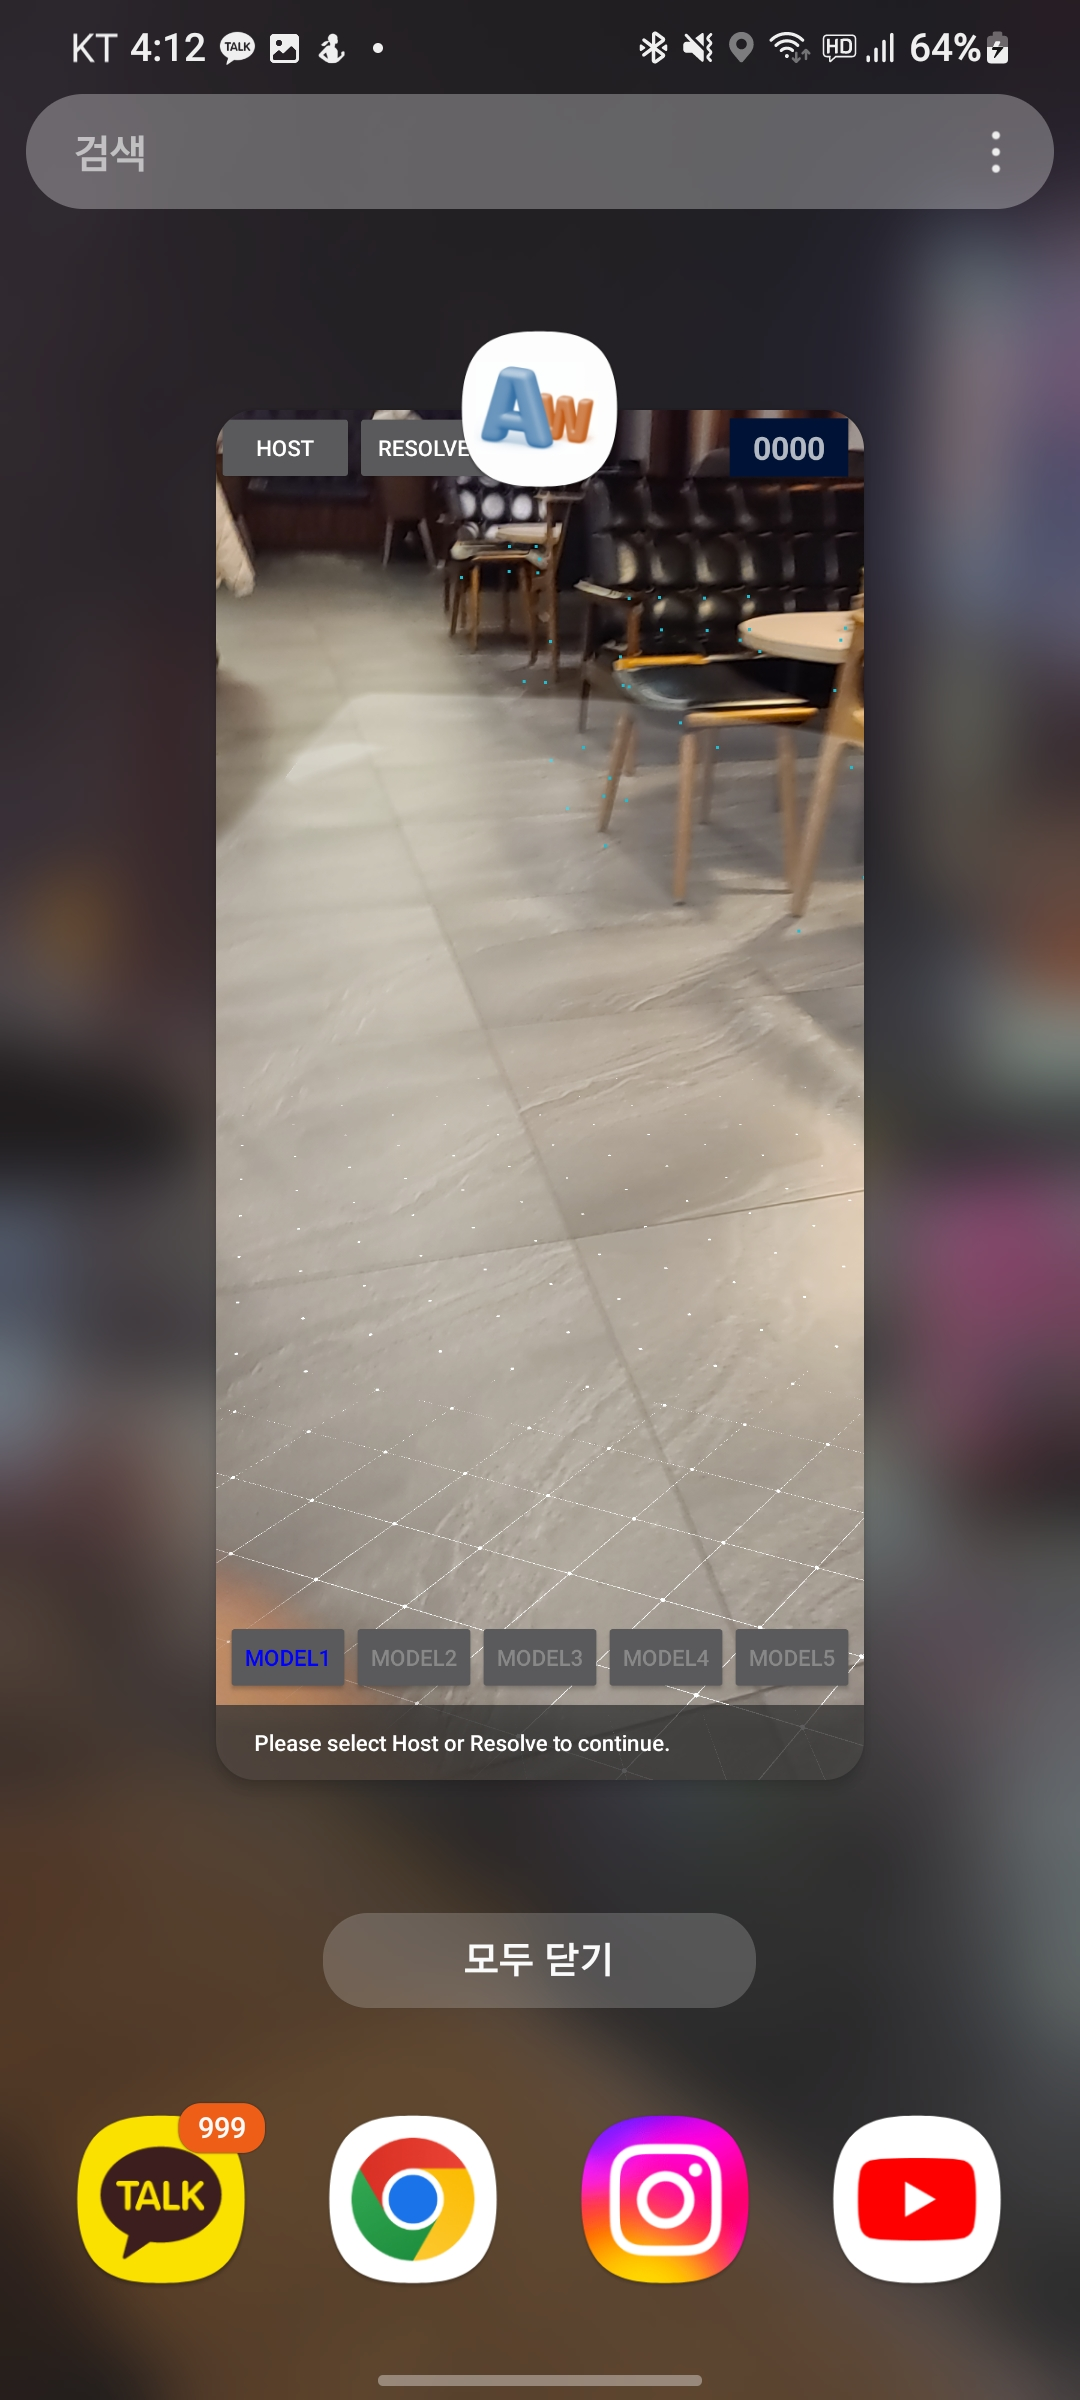 KT 4:12 TALK HD 64%
검색
Aw
HOST RESOLVE 0000
MODEL1 MODEL2 MODEL3 MODEL4 MODEL5
Please select Host or Resolve to continue.
모두 닫기
999
TALK